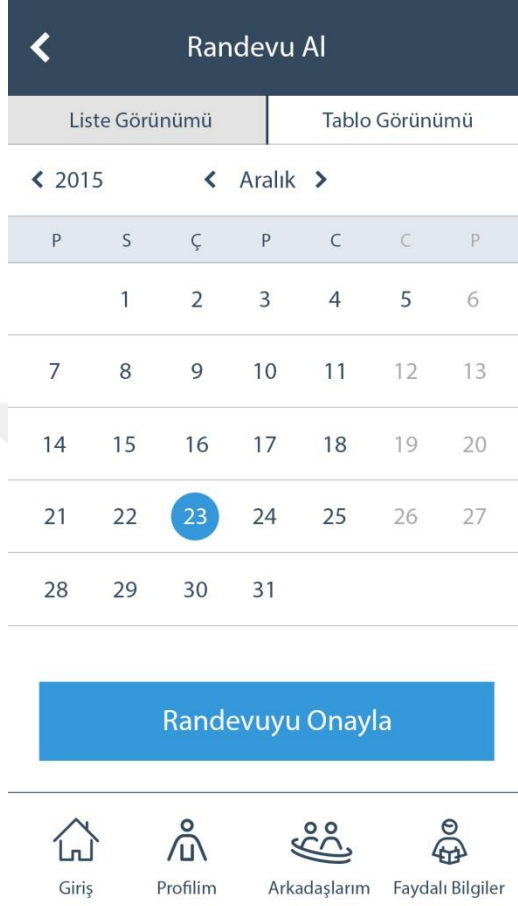 Randevu Al
Liste Görünümü Tablo Görünümü
2015 Aralık
P S Ç P C C P
1 2 3 4 5 6
7 8 9 10 11 12 13
14 15 16 17 18 19 20
21 22 23 24 25 26 27
28 29 30 31
Randevuyu Onayla
Giriş Profilim Arkadaşlarım Faydalı Bilgiler